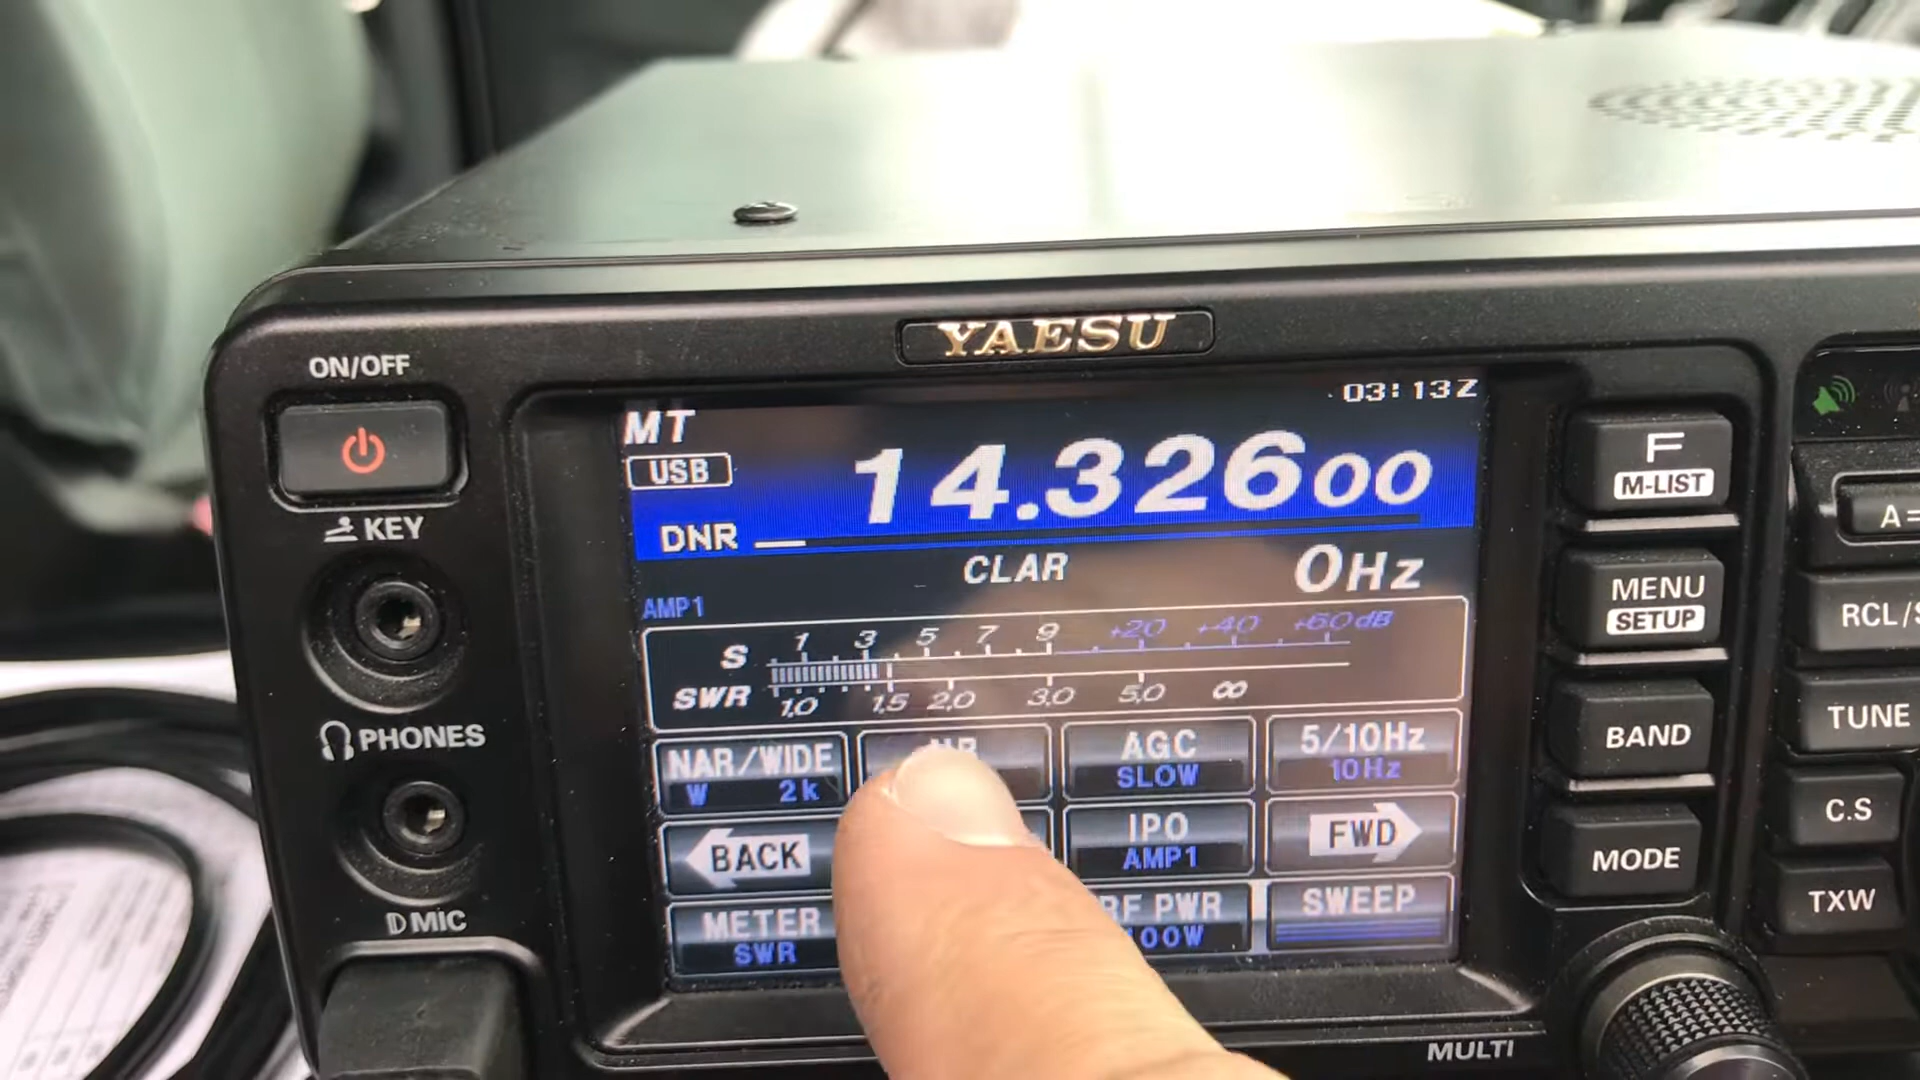 YAESU
ON/OFF
KEY
PHONES
MIC
03:13Z
MT
USB
14.32600
DNR
CLAR 0Hz
AMP1
S 1 3 5 7 9 +20 +40 +60dB
SWR 1.0 1.5 2.0 3.0 5.0 ∞
NAR/WIDE
W 2k
AGC
SLOW
5/10Hz
10Hz
BACK
IPO
AMP1
FWD
METER
SWR
RF PWR
100W
SWEEP
F
M-LIST
MENU
SETUP
BAND
MODE
MULTI
A=
RCL/
TUNE
C.S
TXW